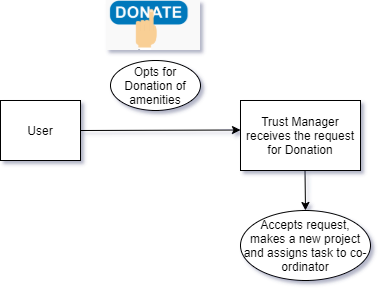 DONATE
Opts for
Donation of
amenities
User
Trust Manager
receives the request
for Donation
Accepts request,
makes a new project
and assigns task to co-
ordinator